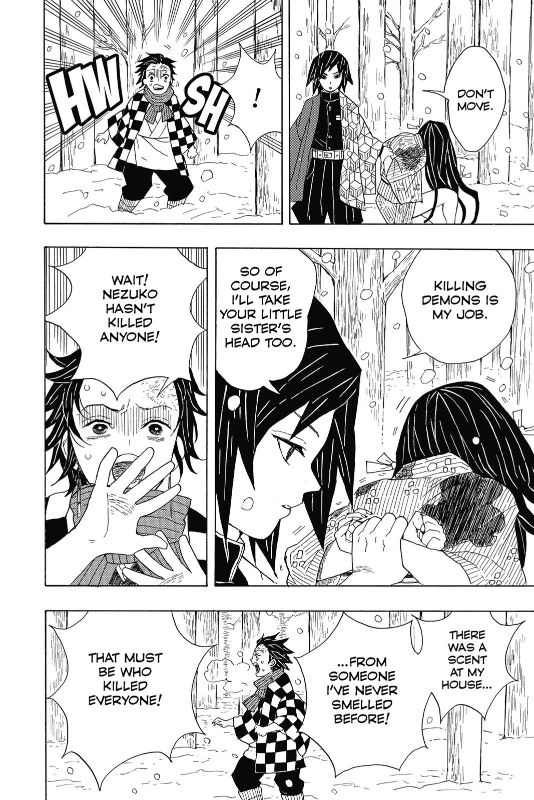 DON'T
MOVE.
!
HW
SH
KILLING
DEMONS IS
MY JOB.
SO OF
COURSE,
I'LL TAKE
YOUR LITTLE
SISTER'S
HEAD TOO.
WAIT!
NEZUKO
HASN'T
KILLED
ANYONE!
THERE
WAS A
SCENT
AT MY
HOUSE...
...FROM
SOMEONE
I'VE NEVER
SMELLED
BEFORE!
THAT MUST
BE WHO
KILLED
EVERYONE!